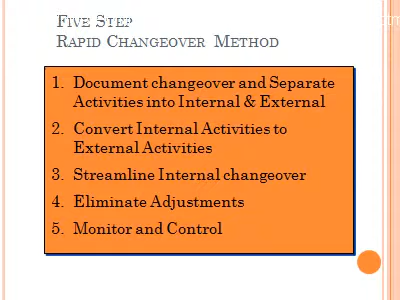 Five Step
Rapid Changeover Method
1. Document changeover and Separate
Activities into Internal & External
2. Convert Internal Activities to
External Activities
3. Streamline Internal changeover
4. Eliminate Adjustments
5. Monitor and Control